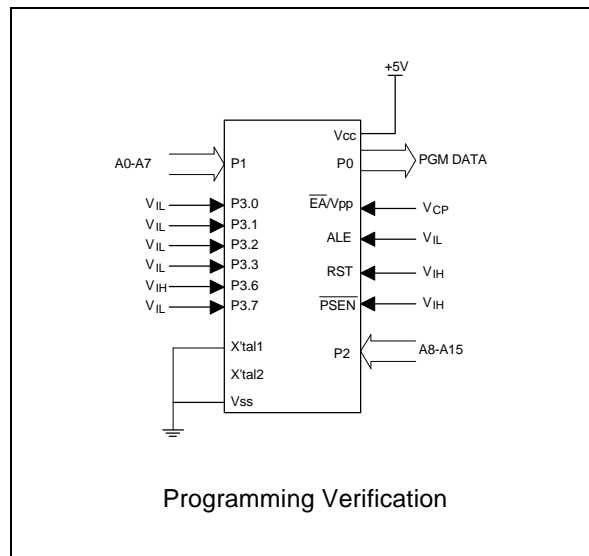 +5V
Vcc
A0-A7 P1 P0 PGM DATA
VIL P3.0 EA/Vpp VCP
VIL P3.1
VIL P3.2 ALE VIL
VIL P3.3 RST VIH
VIH P3.6
VIL P3.7 PSEN VIH
X'tal1 P2 A8-A15
X'tal2
Vss
Programming Verification